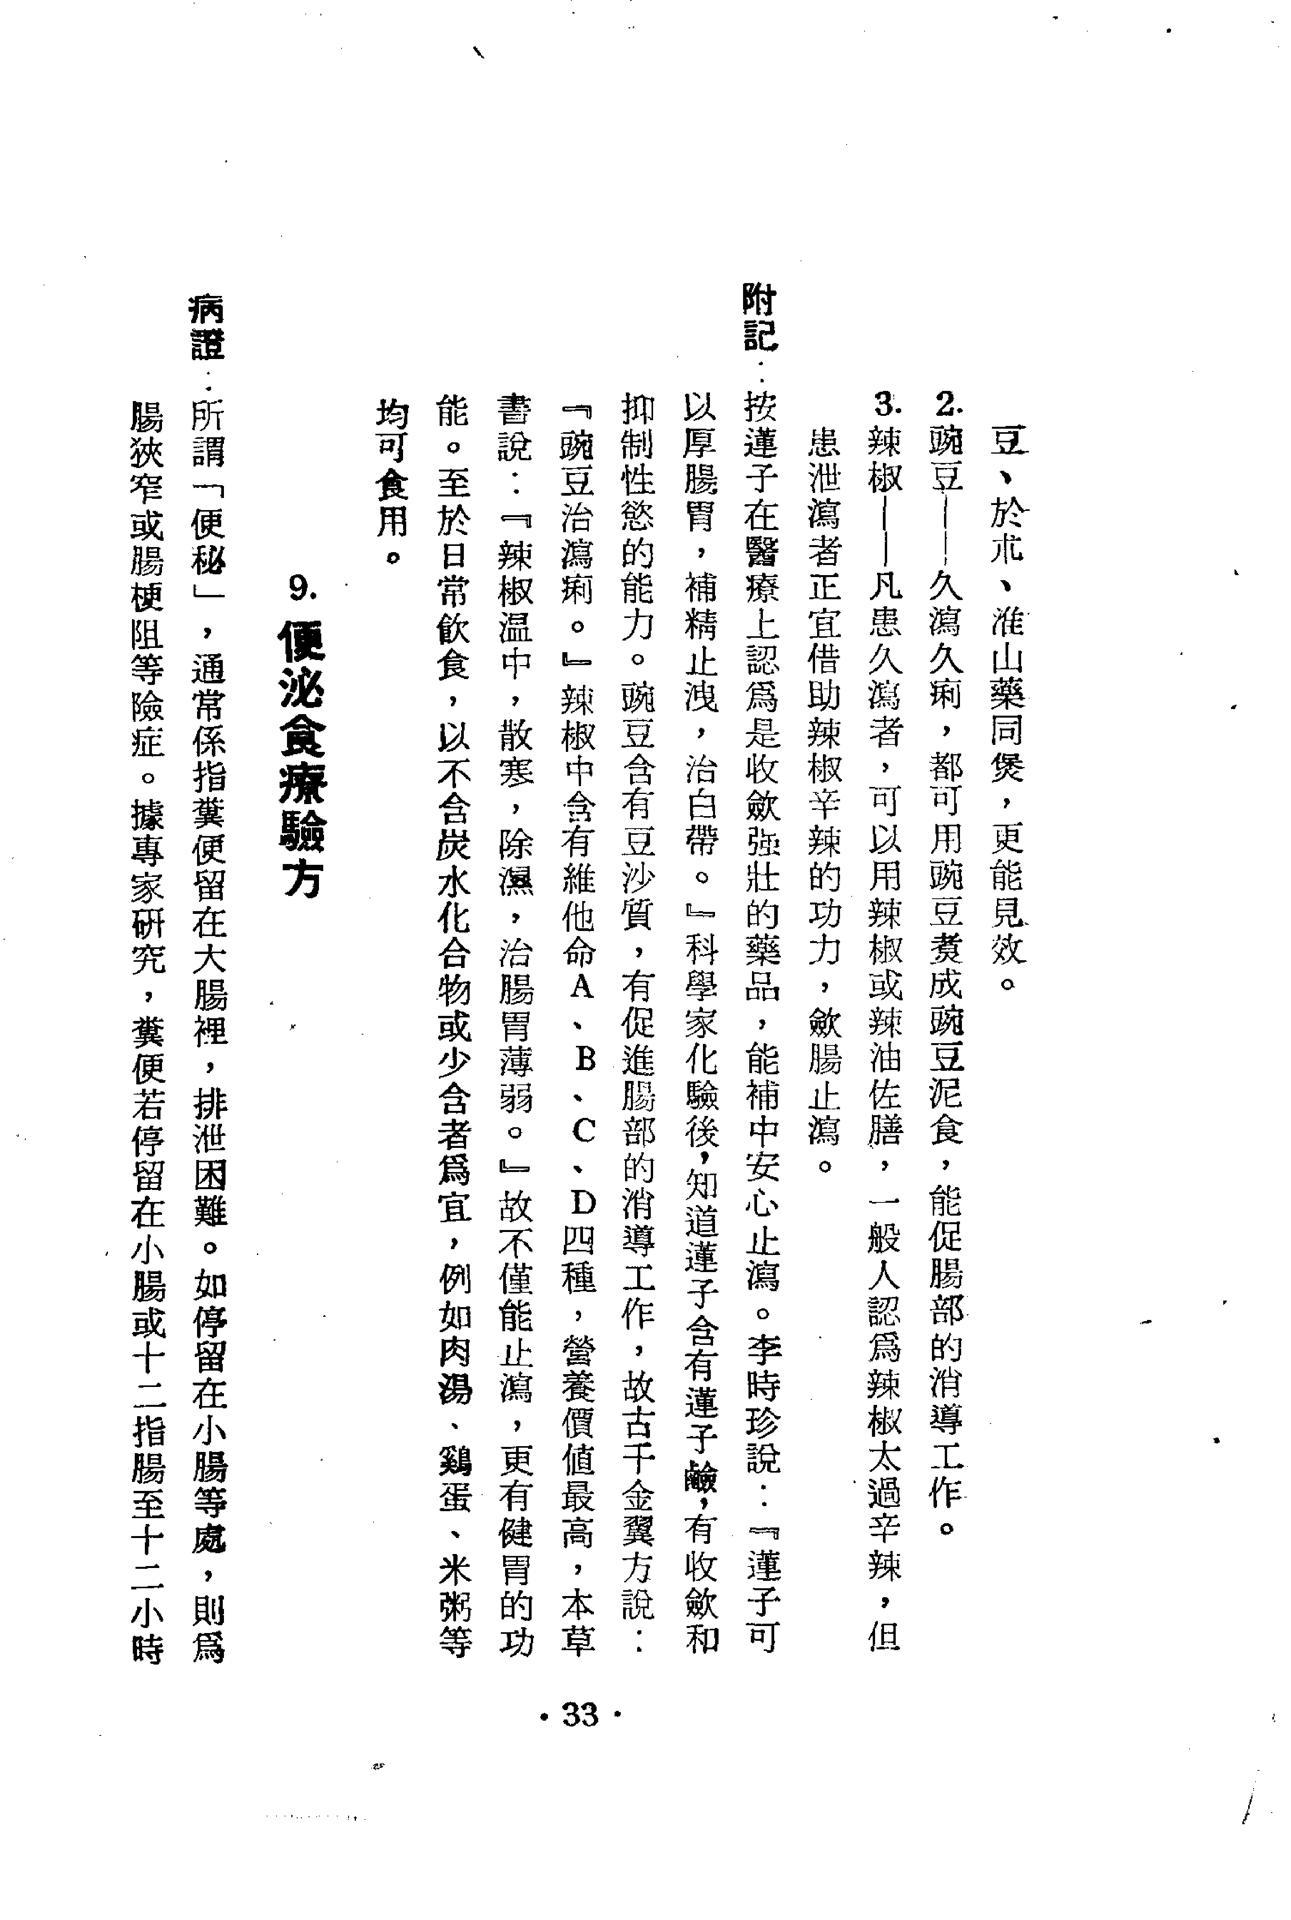 豆、於朮、淮山藥同煲，更能見效。
2.豌豆——久瀉久痢，都可用豌豆煑成豌豆泥食，能促腸部的消導工作。
3.辣椒——凡患久瀉者，可以用辣椒或辣油佐膳，一般人認爲辣椒太過辛辣，但
患泄瀉者正宜借助辣椒辛辣的功力，歛腸止瀉。
附記：按蓮子在醫療上認爲是收歛强壯的藥品，能補中安心止瀉。李時珍說：『蓮子可
以厚腸胃，補精止洩，治白帶。』科學家化驗後，知道蓮子含有蓮子鹼，有收歛和
抑制性慾的能力。豌豆含有豆沙質，有促進腸部的消導工作，故古千金翼方說：
『豌豆治瀉痢。』辣椒中含有維他命A、B、C、D四種，營養價値最高，本草
書說：『辣椒温中，散寒，除濕，治腸胃薄弱。』故不僅能止瀉，更有健胃的功
能。至於日常飮食，以不含炭水化合物或少含者爲宜，例如肉湯、鷄蛋、米粥等
均可食用。
9.便泌食療驗方
病證：所謂「便秘」，通常係指糞便留在大腸裡，排泄困難。如停留在小腸等處，則爲
腸狹窄或腸梗阻等險症。據專家研究，糞便若停留在小腸或十二指腸至十二小時
・33・